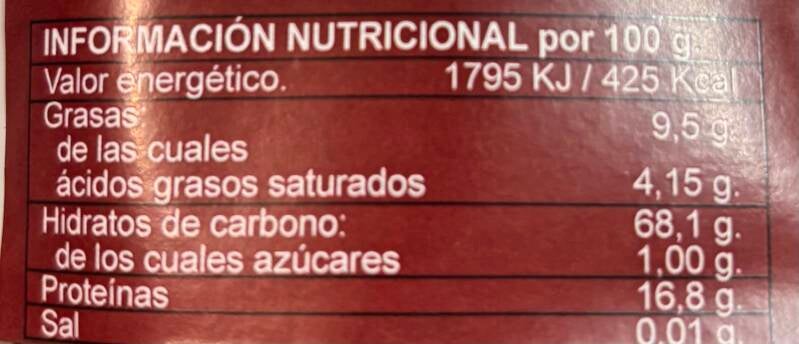 INFORMACIÓN NUTRICIONAL por 100 g.
Valor energético. 1795 KJ / 425 Kcal
Grasas 9,5 g.
de las cuales
ácidos grasos saturados 4,15 g.
Hidratos de carbono: 68,1 g.
de los cuales azúcares 1,00 g.
Proteínas 16,8 g.
Sal 0,01 g.